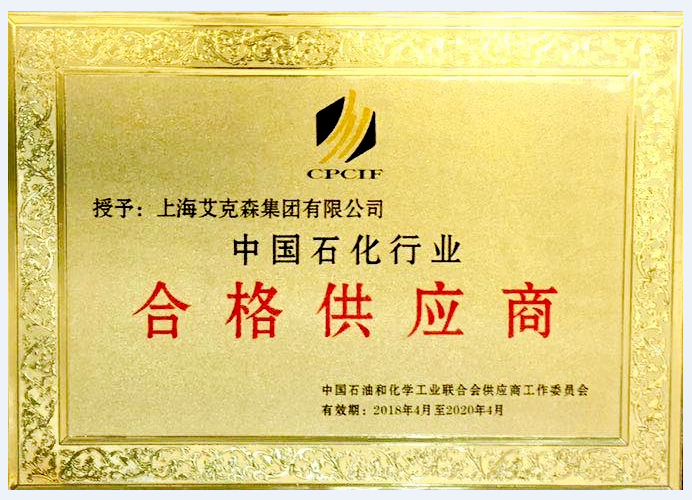 CPCIF
授予：上海艾克森集团有限公司
中国石化行业
合格供应商
中国石油和化学工业联合会供应商工作委员会
有效期：2018年4月至2020年4月